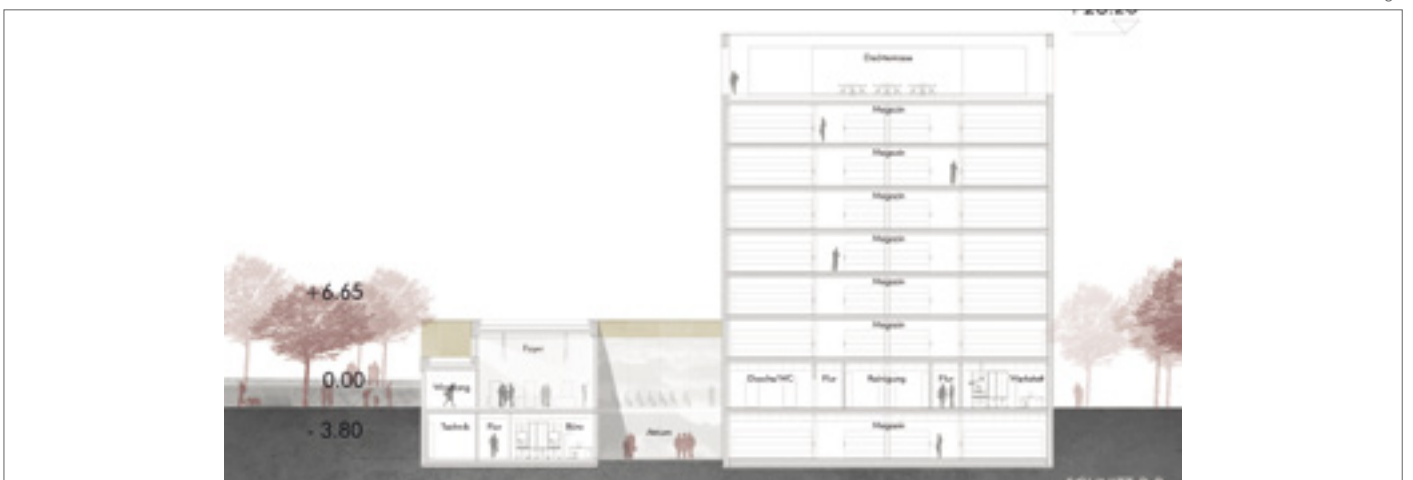 Dachterrasse
Magazin
Magazin
Magazin
Magazin
Magazin
Magazin
+6.65
Foyer
0.00
Dusche/WC
Flur
Reinigung
Flur
Werkstatt
- 3.80
Technik
Flur
Büro
Atrium
Magazin